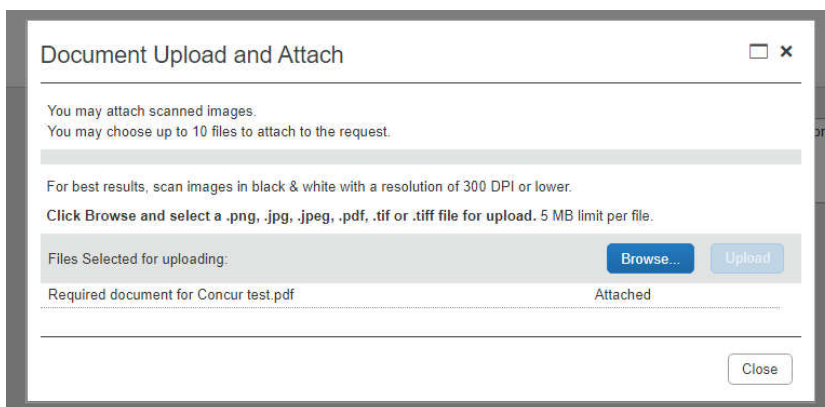 Document Upload and Attach
You may attach scanned images.
You may choose up to 10 files to attach to the request.
For best results, scan images in black & white with a resolution of 300 DPI or lower.
Click Browse and select a .png, .jpg, .jpeg, .pdf, .tif or .tiff file for upload. 5 MB limit per file.
Files Selected for uploading: Browse... Upload
Required document for Concur test.pdf Attached
Close